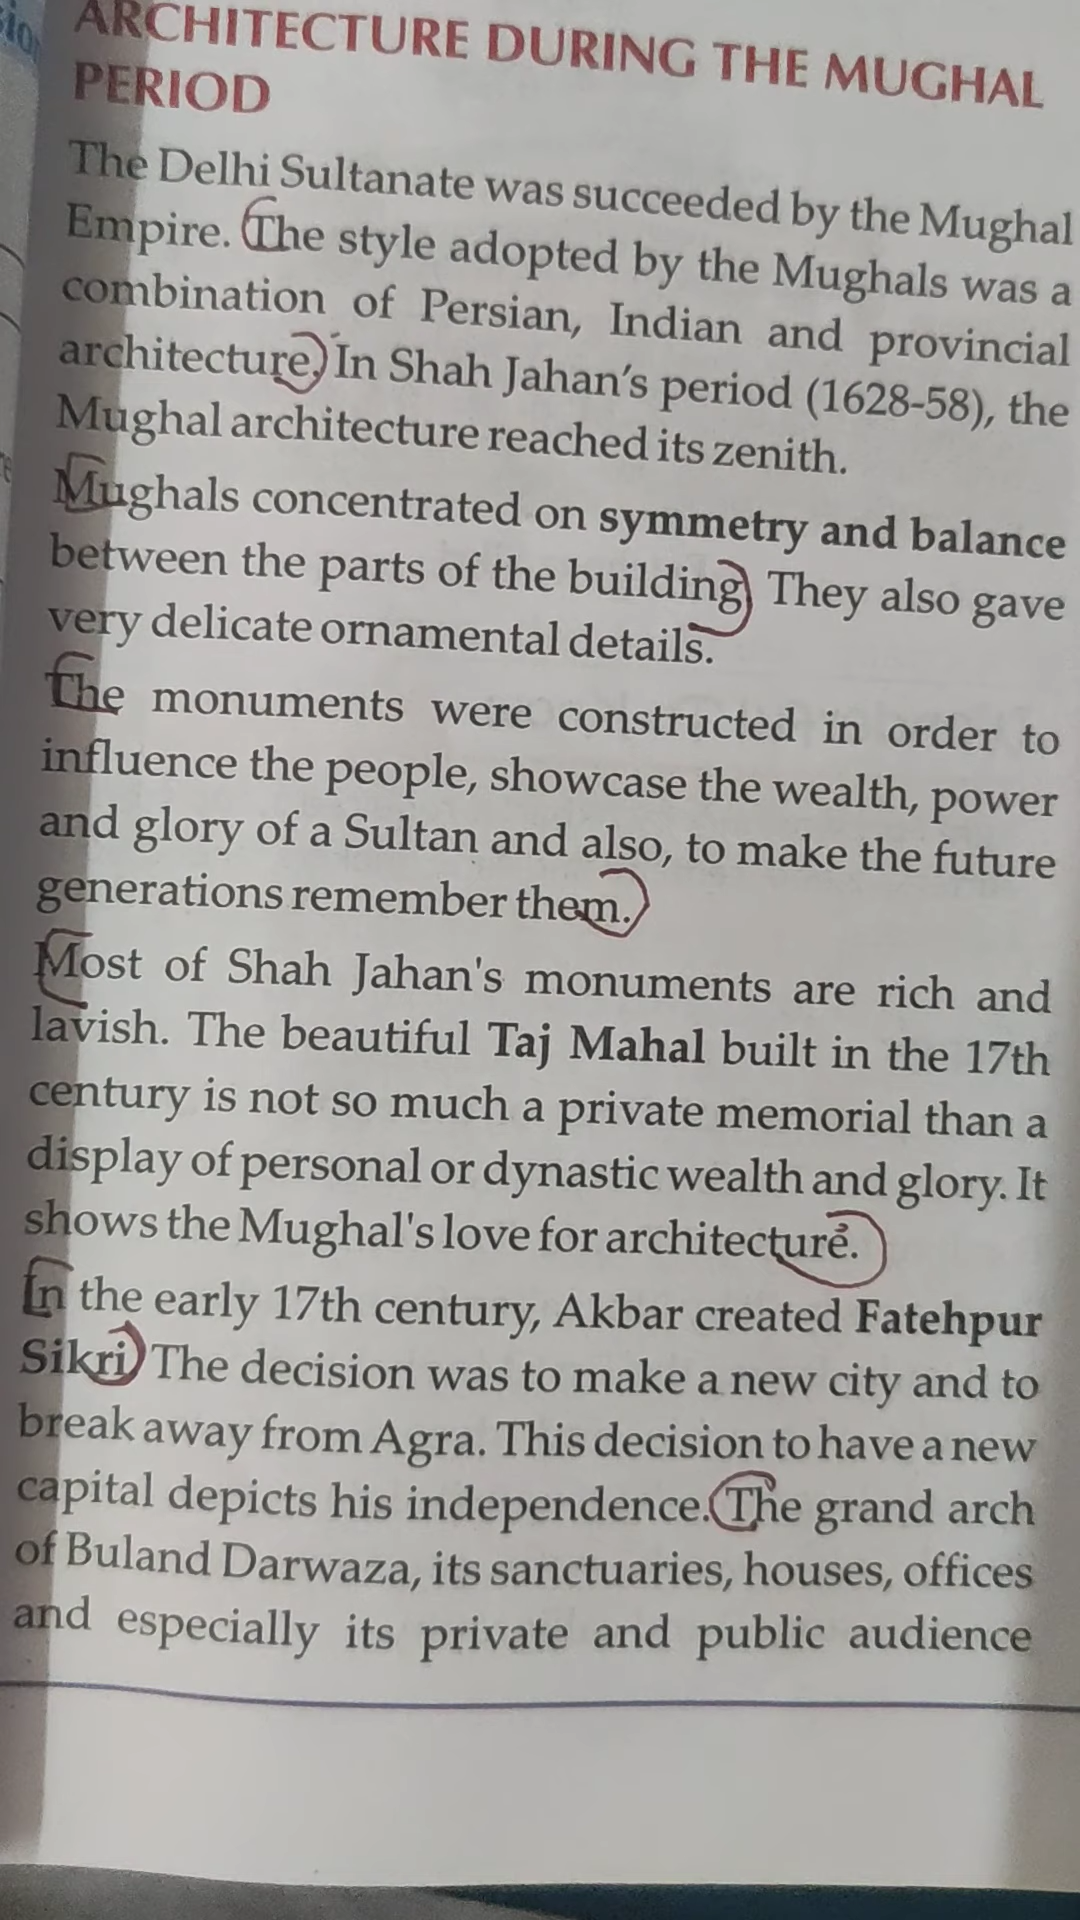 ARCHITECTURE DURING THE MUGHAL
PERIOD
The Delhi Sultanate was succeeded by the Mughal
Empire. The style adopted by the Mughals was a
combination of Persian, Indian and provincial
architecture. In Shah Jahan's period (1628-58), the
Mughal architecture reached its zenith.
Mughals concentrated on symmetry and balance
between the parts of the building. They also gave
very delicate ornamental details.
The monuments were constructed in order to
influence the people, showcase the wealth, power
and glory of a Sultan and also, to make the future
generations remember them.
Most of Shah Jahan's monuments are rich and
lavish. The beautiful Taj Mahal built in the 17th
century is not so much a private memorial than a
display of personal or dynastic wealth and glory. It
shows the Mughal's love for architecture.
In the early 17th century, Akbar created Fatehpur
Sikri. The decision was to make a new city and to
break away from Agra. This decision to have a new
capital depicts his independence. The grand arch
of Buland Darwaza, its sanctuaries, houses, offices
and especially its private and public audience